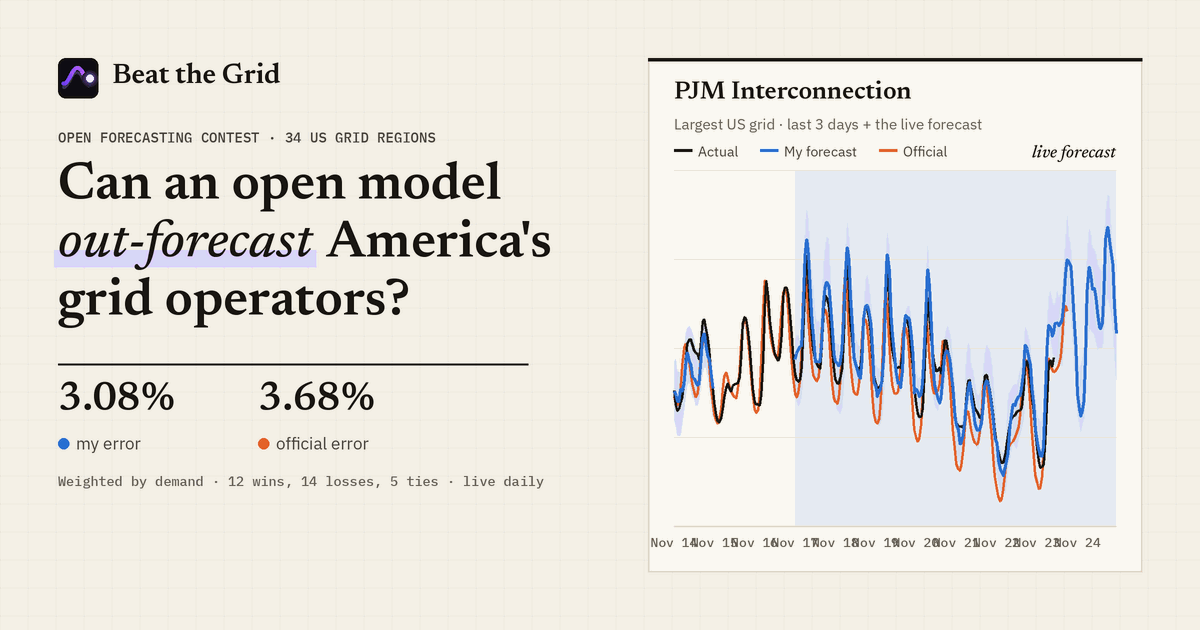 Beat the Grid
OPEN FORECASTING CONTEST · 34 US GRID REGIONS
Can an open model
out-forecast America's
grid operators?
3.08% 3.68%
my error official error
Weighted by demand · 12 wins, 14 losses, 5 ties · live daily
PJM Interconnection
Largest US grid · last 3 days + the live forecast
Actual My forecast Official live forecast
Nov 14 Nov 15 Nov 16 Nov 17 Nov 18 Nov 19 Nov 20 Nov 21 Nov 22 Nov 23 Nov 24